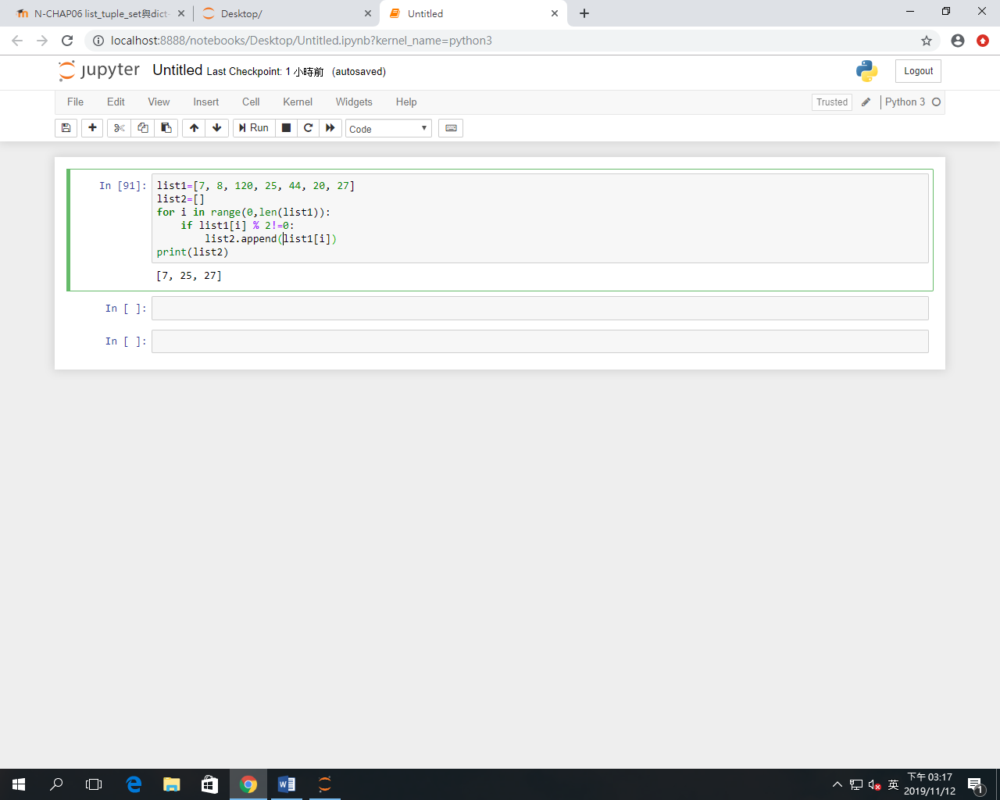 N-CHAP06 list_tuple_set與dict-
Desktop/
Untitled
localhost:8888/notebooks/Desktop/Untitled.ipynb?kernel_name=python3
jupyter Untitled Last Checkpoint: 1 小時前 (autosaved)
Logout
File Edit View Insert Cell Kernel Widgets Help
Trusted Python 3
Run Code
In [91]: list1=[7, 8, 120, 25, 44, 20, 27]
list2=[]
for i in range(0,len(list1)):
if list1[i] % 2!=0:
list2.append(list1[i])
print(list2)
[7, 25, 27]
In [ ]:
In [ ]:
英
下午 03:17
2019/11/12
1